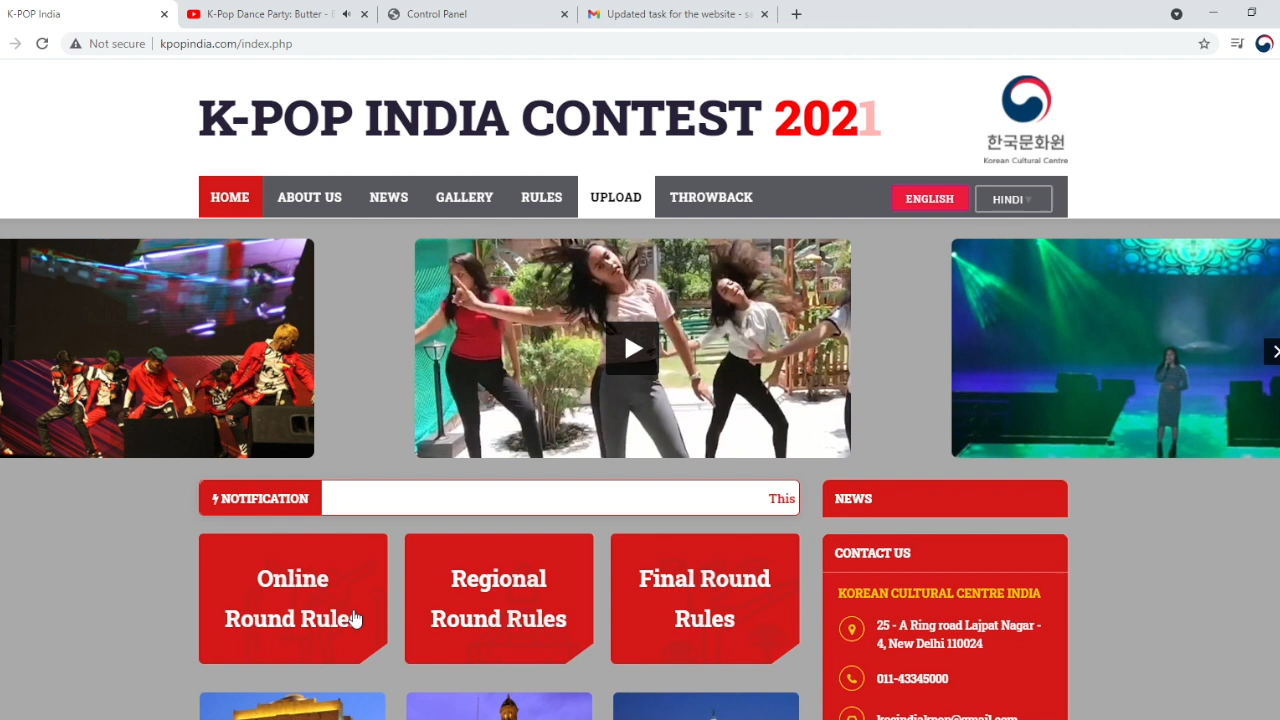 K-POP India
K-Pop Dance Party: Butter -
Control Panel
Updated task for the website - s
Not secure
kpopindia.com/index.php
K-POP INDIA CONTEST 2021
한국문화원
Korean Cultural Centre
HOME
ABOUT US
NEWS
GALLERY
RULES
UPLOAD
THROWBACK
ENGLISH
HINDI
NOTIFICATION
This
NEWS
Online
Round Rules
Regional
Round Rules
Final Round
Rules
CONTACT US
KOREAN CULTURAL CENTRE INDIA
25 - A Ring road Lajpat Nagar -
4, New Delhi 110024
011-43345000